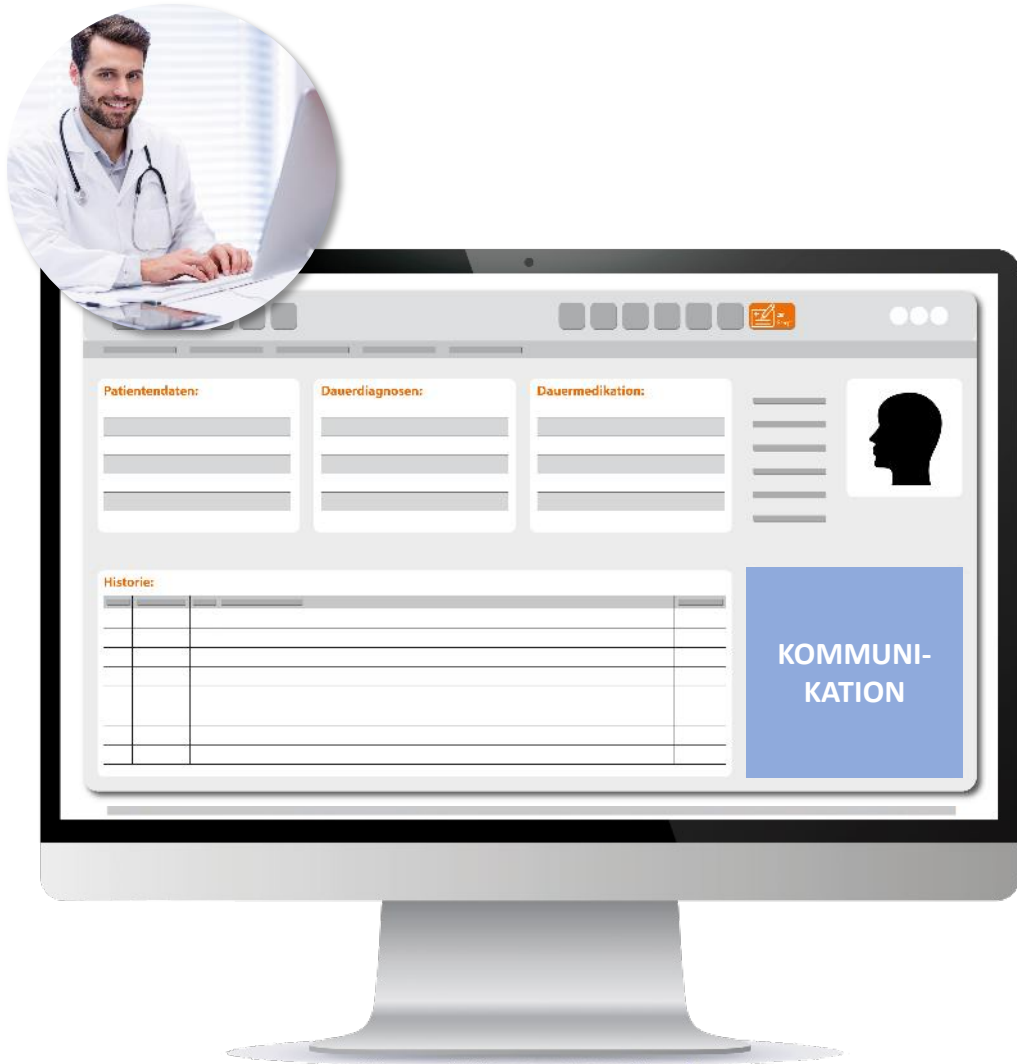 Patientendaten:
Dauerdiagnosen:
Dauermedikation:
Historie:
KOMMUNI-
KATION